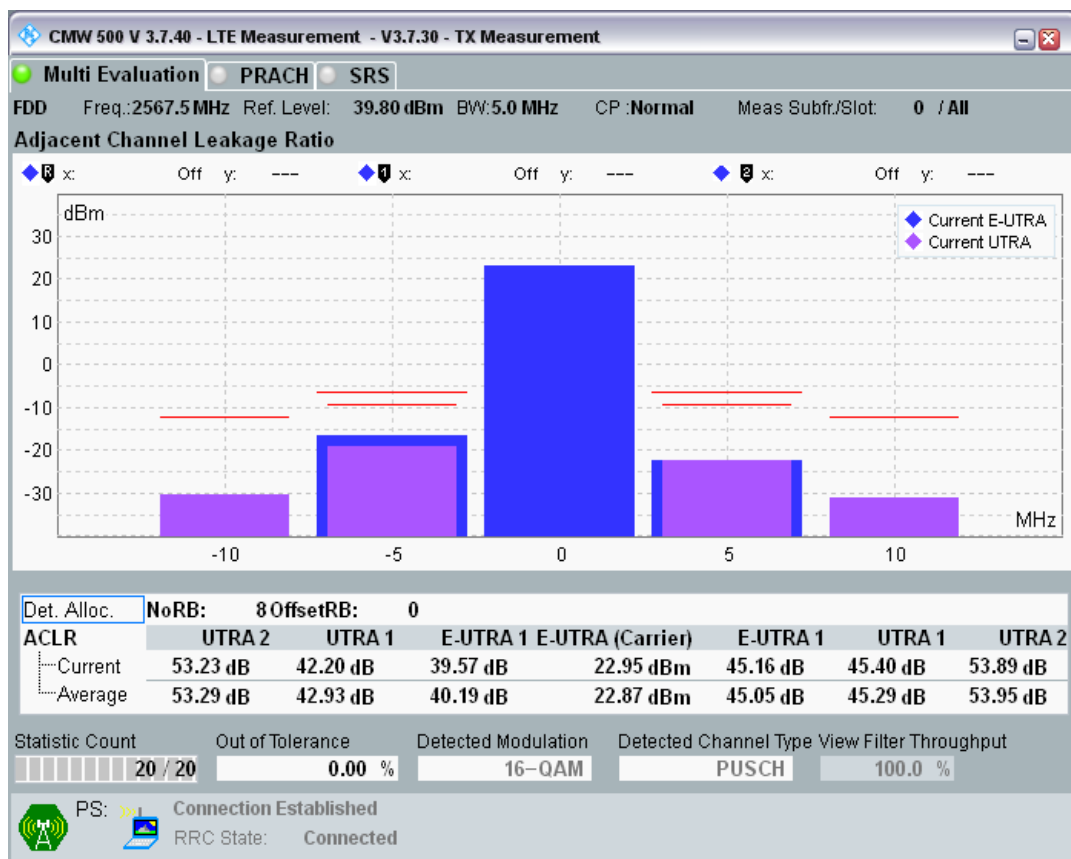 CMW 500 V 3.7.40 - LTE Measurement - V3.7.30 - TX Measurement
Multi Evaluation PRACH SRS
FDD Freq.:2567.5 MHz Ref. Level: 39.80 dBm BW:5.0 MHz CP :Normal Meas Subfr./Slot: 0 / All
Adjacent Channel Leakage Ratio
R x: Off y: --- 1 x: Off y: --- 2 x: Off y: ---
dBm
Current E-UTRA
Current UTRA
30
20
10
0
-10
-20
-30
MHz
-10 -5 0 5 10
Det. Alloc. NoRB: 8 OffsetRB: 0
ACLR UTRA 2 UTRA 1 E-UTRA 1 E-UTRA (Carrier) E-UTRA 1 UTRA 1 UTRA 2
Current 53.23 dB 42.20 dB 39.57 dB 22.95 dBm 45.16 dB 45.40 dB 53.89 dB
Average 53.29 dB 42.93 dB 40.19 dB 22.87 dBm 45.05 dB 45.29 dB 53.95 dB
Statistic Count Out of Tolerance Detected Modulation Detected Channel Type View Filter Throughput
20 / 20 0.00 % 16-QAM PUSCH 100.0 %
PS: Connection Established
RRC State: Connected